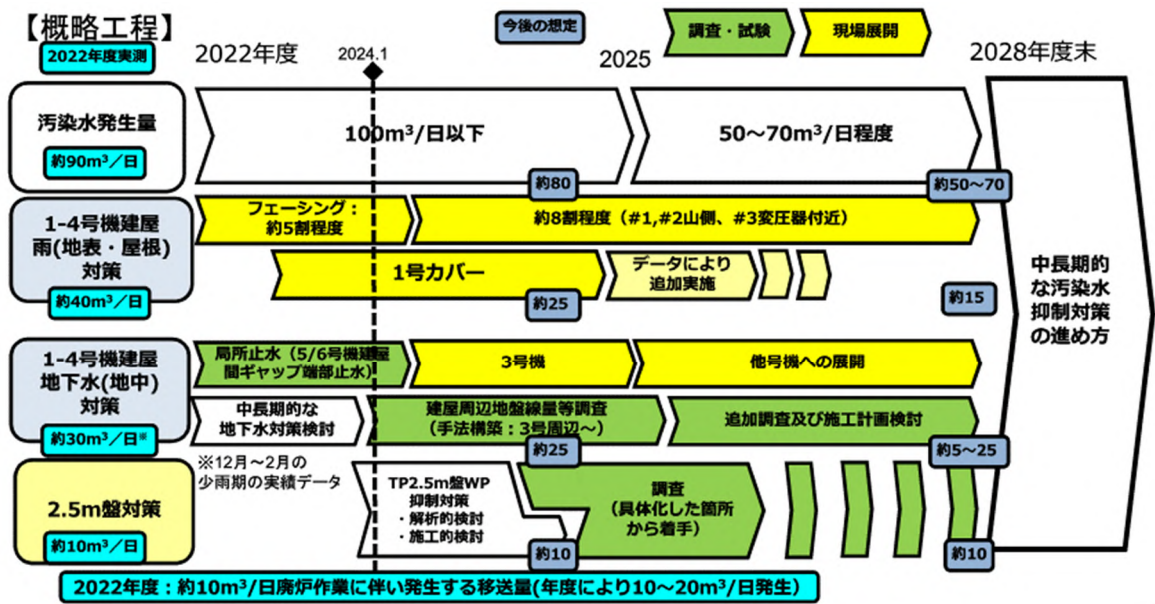 【概略工程】
2022年度実測
2022年度
2024.1
今後の想定
2025
調査・試験
現場展開
2028年度末
汚染水発生量
約90m³／日
100m³/日以下
約80
50～70m³/日程度
約50～70
1-4号機建屋
雨(地表・屋根)
対策
約40m³／日
フェーシング：
約5割程度
約8割程度（#1,#2山側、#3変圧器付近）
1号カバー
約25
データにより
追加実施
約15
1-4号機建屋
地下水(地中)
対策
約30m³／日※
局所止水（5/6号機建屋
間ギャップ端部止水）
3号機
他号機への展開
中長期的な
地下水対策検討
建屋周辺地盤線量等調査
（手法構築：3号周辺～）
約25
追加調査及び施工計画検討
約5～25
※12月～2月の
少雨期の実績データ
2.5m盤対策
約10m³／日
TP2.5m盤WP
抑制対策
・解析的検討
・施工的検討
約10
調査
（具体化した箇所
から着手）
約10
中長期的
な汚染水
抑制対策
の進め方
2022年度：約10m³/日廃炉作業に伴い発生する移送量(年度により10～20m³/日発生）